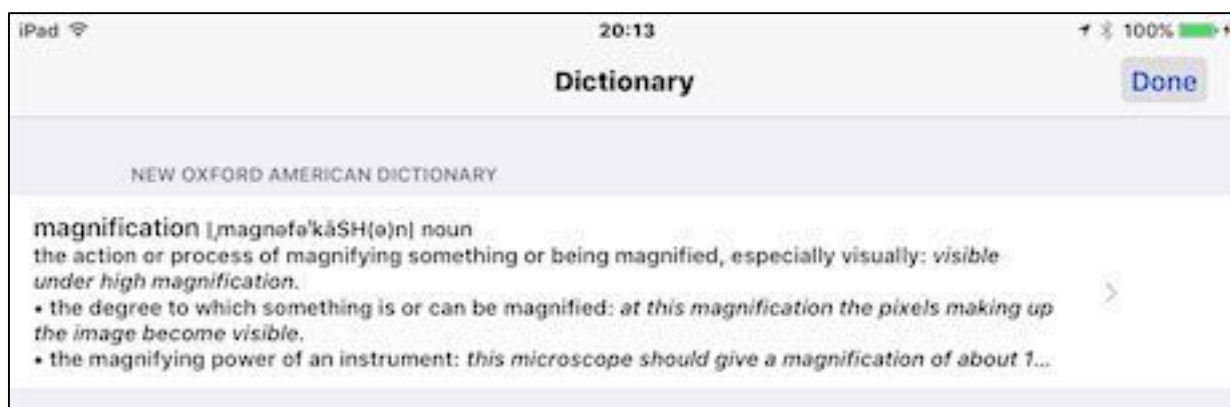 iPad 20:13 100%
Dictionary Done
NEW OXFORD AMERICAN DICTIONARY
magnification |ˌmagnəfəˈkāSH(ə)n| noun
the action or process of magnifying something or being magnified, especially visually: visible
under high magnification.
• the degree to which something is or can be magnified: at this magnification the pixels making up
the image become visible.
• the magnifying power of an instrument: this microscope should give a magnification of about 1...